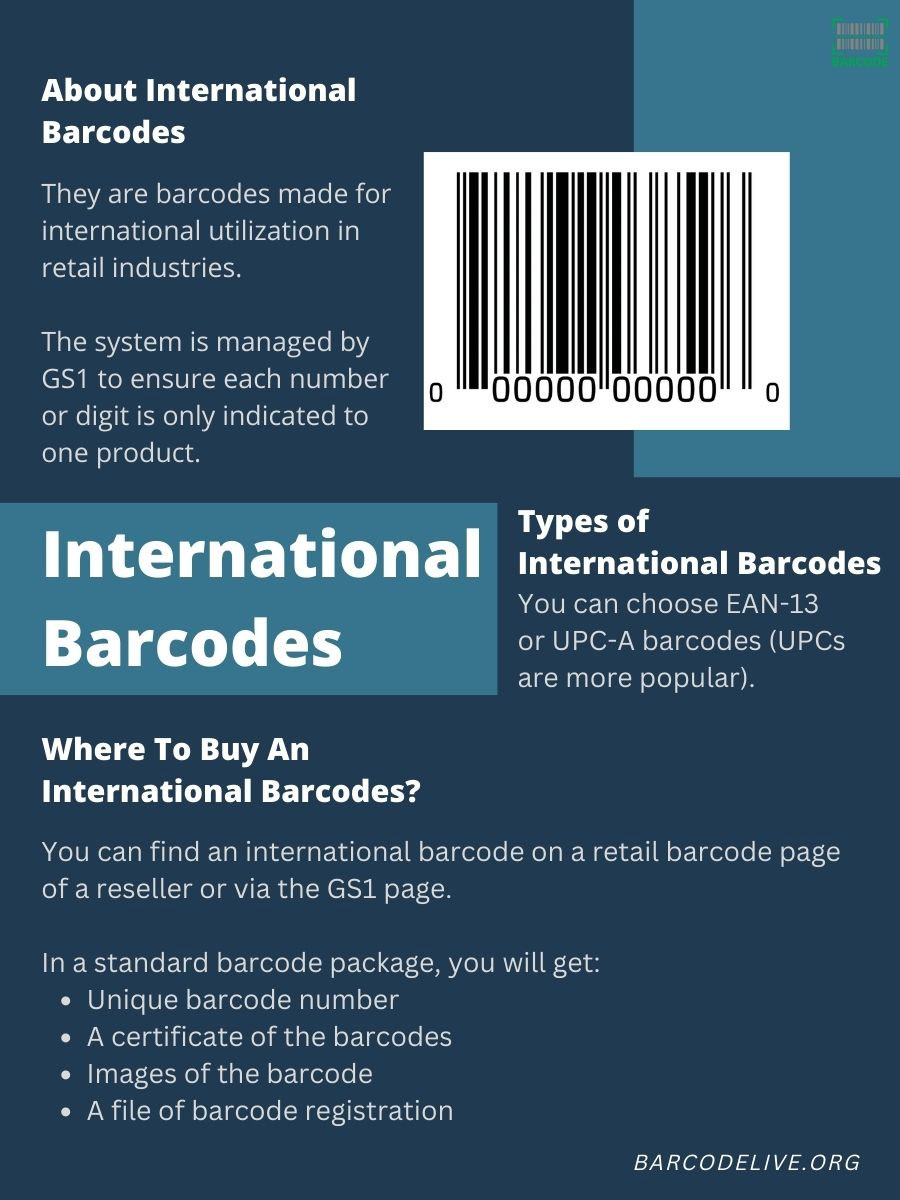 BARCODE
About International
Barcodes
They are barcodes made for
international utilization in
retail industries.
The system is managed by
GS1 to ensure each number
or digit is only indicated to
one product.
0 00000 00000 0
International
Barcodes
Types of
International Barcodes
You can choose EAN-13
or UPC-A barcodes (UPCs
are more popular).
Where To Buy An
International Barcodes?
You can find an international barcode on a retail barcode page
of a reseller or via the GS1 page.
In a standard barcode package, you will get:
• Unique barcode number
• A certificate of the barcodes
• Images of the barcode
• A file of barcode registration
BARCODELIVE.ORG